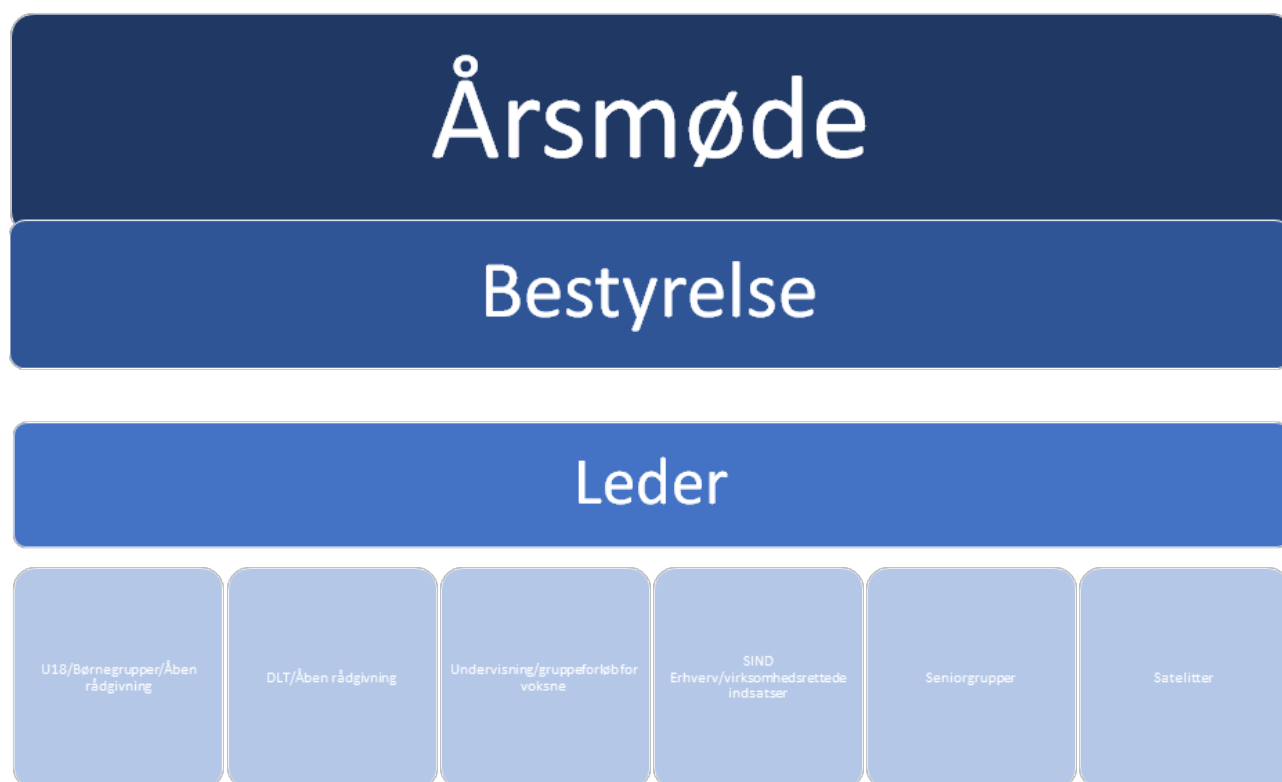 Årsmøde
Bestyrelse
Leder
U18/Børnegrupper/Åben
rådgivning
DLT/Åben rådgivning
Undervisning/gruppeforløb for
voksne
SIND
Erhverv/virksomhedsrettede
indsatser
Seniorgrupper
Satelitter